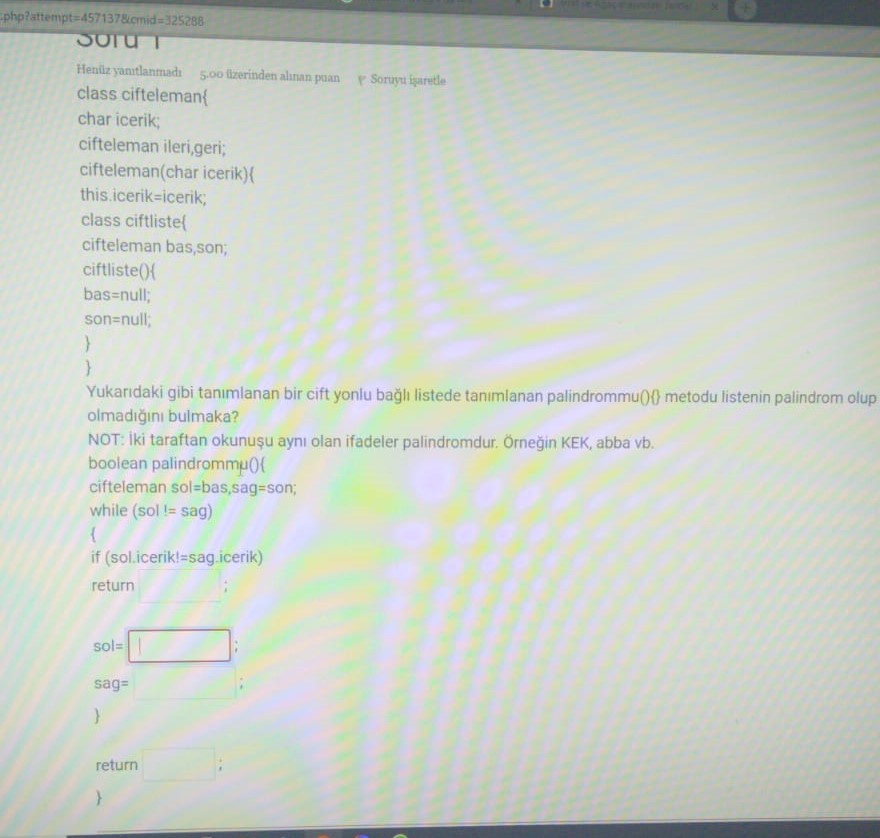 .php?attempt=457137&cmid=325288
Soru 1
Henüz yanıtlanmadı 5,00 üzerinden alınan puan Soruyu işaretle
class cifteleman{
char icerik;
cifteleman ileri,geri;
cifteleman(char icerik){
this.icerik=icerik;
class ciftliste{
cifteleman bas,son;
ciftliste(){
bas=null;
son=null;
}
}
Yukarıdaki gibi tanımlanan bir cift yonlu bağlı listede tanımlanan palindrommu(){} metodu listenin palindrom olup
olmadığını bulmaka?
NOT: İki taraftan okunuşu aynı olan ifadeler palindromdur. Örneğin KEK, abba vb.
boolean palindrommu(){
cifteleman sol=bas,sag=son;
while (sol != sag)
{
if (sol.icerik!=sag.icerik)
return ;
sol= ;
sag= ;
}
return ;
}